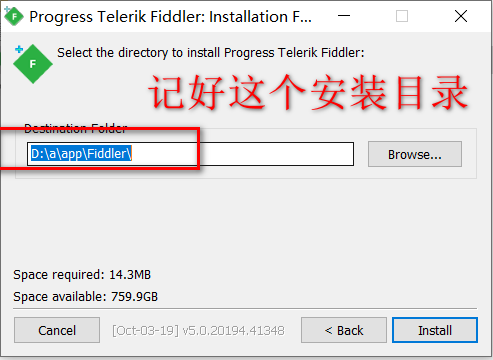 Progress Telerik Fiddler: Installation F...
F
F
Select the directory to install Progress Telerik Fiddler:
记好这个安装目录
Destination Folder
D:\a\app\Fiddler\
Browse...
Space required: 14.3MB
Space available: 759.9GB
Cancel
[Oct-03-19] v5.0.20194.41348
< Back
Install